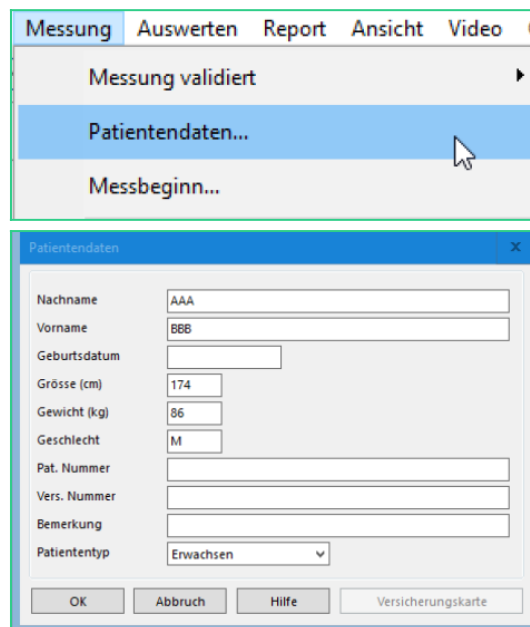 Messung Auswerten Report Ansicht Video
Messung validiert
Patientendaten...
Messbeginn...
Patientendaten x
Nachname AAA
Vorname BBB
Geburtsdatum
Grösse (cm) 174
Gewicht (kg) 86
Geschlecht M
Pat. Nummer
Vers. Nummer
Bemerkung
Patiententyp Erwachsen
OK Abbruch Hilfe Versicherungskarte